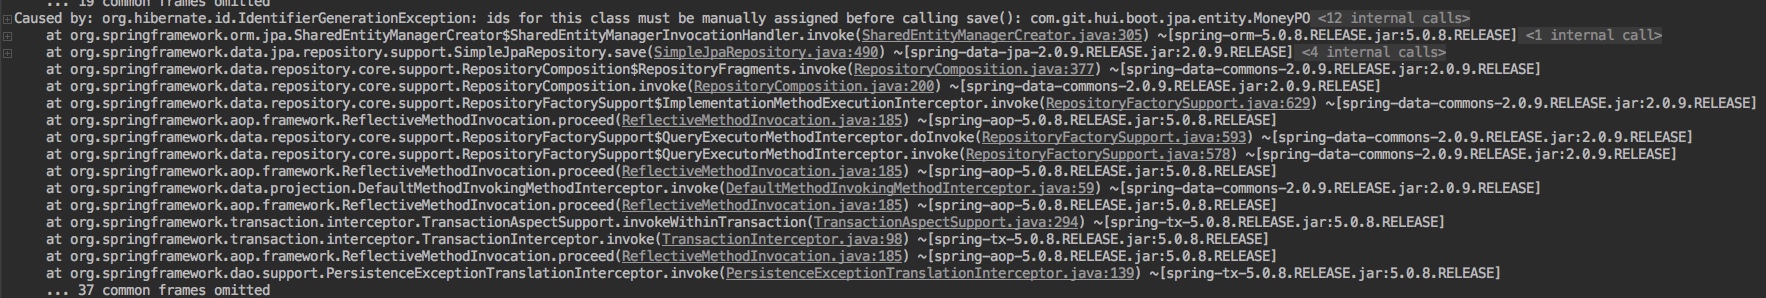 ... 19 common frames omitted
Caused by: org.hibernate.id.IdentifierGenerationException: ids for this class must be manually assigned before calling save(): com.git.hui.boot.jpa.entity.MoneyPO <12 internal calls>
at org.springframework.orm.jpa.SharedEntityManagerCreator$SharedEntityManagerInvocationHandler.invoke(SharedEntityManagerCreator.java:305) ~[spring-orm-5.0.8.RELEASE.jar:5.0.8.RELEASE] <1 internal call>
at org.springframework.data.jpa.repository.support.SimpleJpaRepository.save(SimpleJpaRepository.java:490) ~[spring-data-jpa-2.0.9.RELEASE.jar:2.0.9.RELEASE] <4 internal calls>
at org.springframework.data.repository.core.support.RepositoryComposition$RepositoryFragments.invoke(RepositoryComposition.java:377) ~[spring-data-commons-2.0.9.RELEASE.jar:2.0.9.RELEASE]
at org.springframework.data.repository.core.support.RepositoryComposition.invoke(RepositoryComposition.java:200) ~[spring-data-commons-2.0.9.RELEASE.jar:2.0.9.RELEASE]
at org.springframework.data.repository.core.support.RepositoryFactorySupport$ImplementationMethodExecutionInterceptor.invoke(RepositoryFactorySupport.java:629) ~[spring-data-commons-2.0.9.RELEASE.jar:2.0.9.RELEASE]
at org.springframework.aop.framework.ReflectiveMethodInvocation.proceed(ReflectiveMethodInvocation.java:185) ~[spring-aop-5.0.8.RELEASE.jar:5.0.8.RELEASE]
at org.springframework.data.repository.core.support.RepositoryFactorySupport$QueryExecutorMethodInterceptor.doInvoke(RepositoryFactorySupport.java:593) ~[spring-data-commons-2.0.9.RELEASE.jar:2.0.9.RELEASE]
at org.springframework.data.repository.core.support.RepositoryFactorySupport$QueryExecutorMethodInterceptor.invoke(RepositoryFactorySupport.java:578) ~[spring-data-commons-2.0.9.RELEASE.jar:2.0.9.RELEASE]
at org.springframework.aop.framework.ReflectiveMethodInvocation.proceed(ReflectiveMethodInvocation.java:185) ~[spring-aop-5.0.8.RELEASE.jar:5.0.8.RELEASE]
at org.springframework.data.projection.DefaultMethodInvokingMethodInterceptor.invoke(DefaultMethodInvokingMethodInterceptor.java:59) ~[spring-data-commons-2.0.9.RELEASE.jar:2.0.9.RELEASE]
at org.springframework.aop.framework.ReflectiveMethodInvocation.proceed(ReflectiveMethodInvocation.java:185) ~[spring-aop-5.0.8.RELEASE.jar:5.0.8.RELEASE]
at org.springframework.transaction.interceptor.TransactionAspectSupport.invokeWithinTransaction(TransactionAspectSupport.java:294) ~[spring-tx-5.0.8.RELEASE.jar:5.0.8.RELEASE]
at org.springframework.transaction.interceptor.TransactionInterceptor.invoke(TransactionInterceptor.java:98) ~[spring-tx-5.0.8.RELEASE.jar:5.0.8.RELEASE]
at org.springframework.aop.framework.ReflectiveMethodInvocation.proceed(ReflectiveMethodInvocation.java:185) ~[spring-aop-5.0.8.RELEASE.jar:5.0.8.RELEASE]
at org.springframework.dao.support.PersistenceExceptionTranslationInterceptor.invoke(PersistenceExceptionTranslationInterceptor.java:139) ~[spring-tx-5.0.8.RELEASE.jar:5.0.8.RELEASE]
... 37 common frames omitted